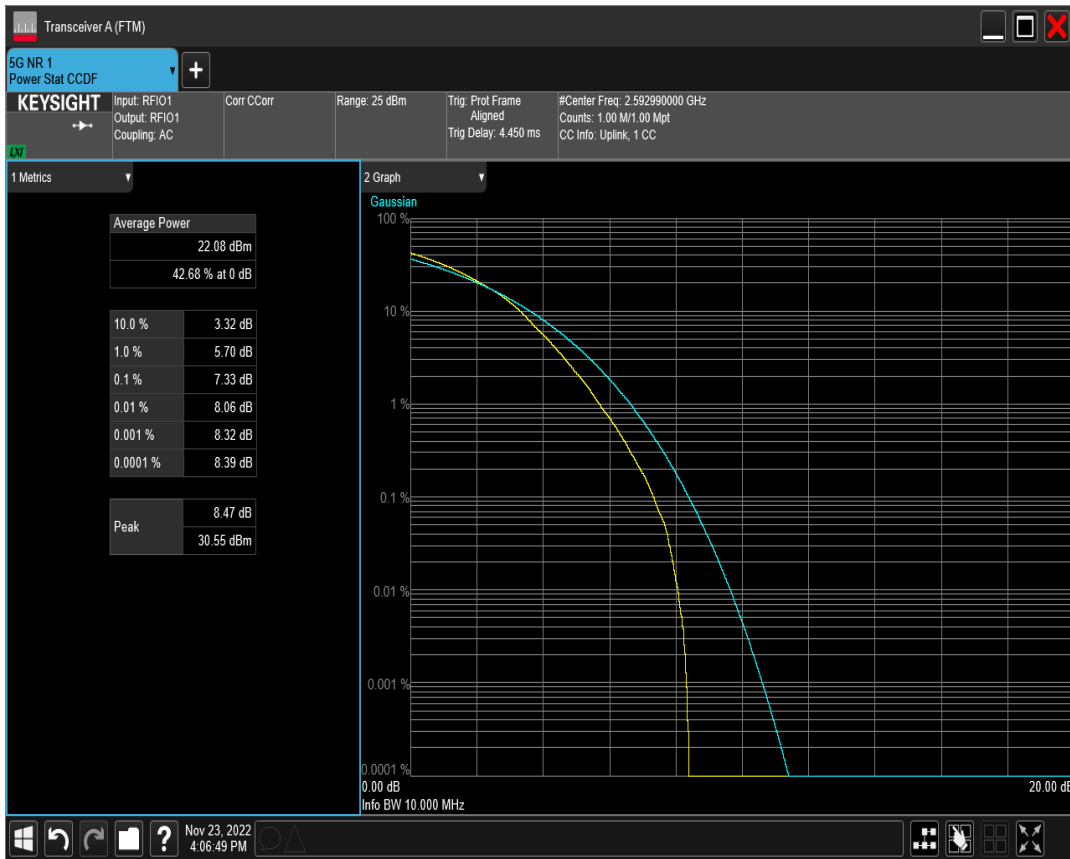 Transceiver A (FTM)
5G NR 1
Power Stat CCDF
+
KEYSIGHT
LXI
Input: RFIO1
Output: RFIO1
Coupling: AC
Corr CCorr
Range: 25 dBm
Trig: Prot Frame
Aligned
Trig Delay: 4.450 ms
#Center Freq: 2.592990000 GHz
Counts: 1.00 M/1.00 Mpt
CC Info: Uplink, 1 CC
1 Metrics
Average Power
22.08 dBm
42.68 % at 0 dB
10.0 % 3.32 dB
1.0 % 5.70 dB
0.1 % 7.33 dB
0.01 % 8.06 dB
0.001 % 8.32 dB
0.0001 % 8.39 dB
Peak 8.47 dB
30.55 dBm
2 Graph
Gaussian
100 %
10 %
1 %
0.1 %
0.01 %
0.001 %
0.0001 %
0.00 dB 20.00 dB
Info BW 10.000 MHz
?
Nov 23, 2022
4:06:49 PM